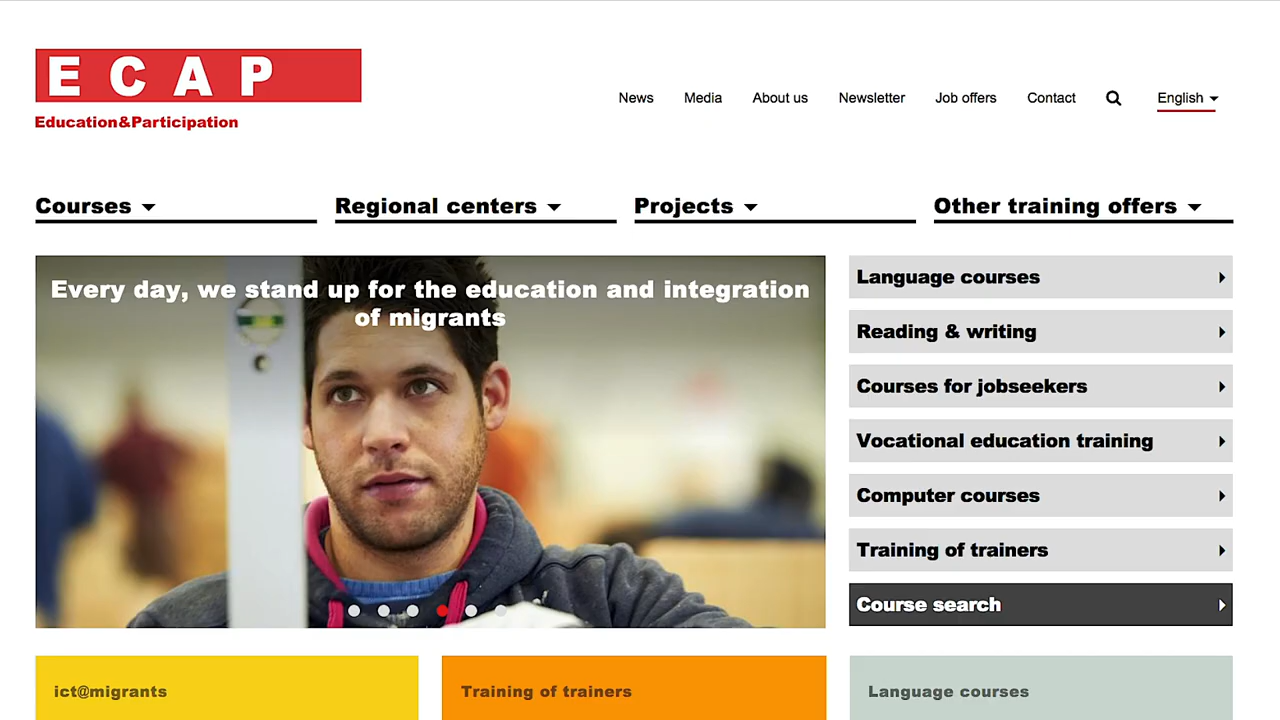 E C A P
Education&Participation
News Media About us Newsletter Job offers Contact English
Courses Regional centers Projects Other training offers
Every day, we stand up for the education and integration
of migrants
Language courses
Reading & writing
Courses for jobseekers
Vocational education training
Computer courses
Training of trainers
Course search
ict@migrants Training of trainers Language courses